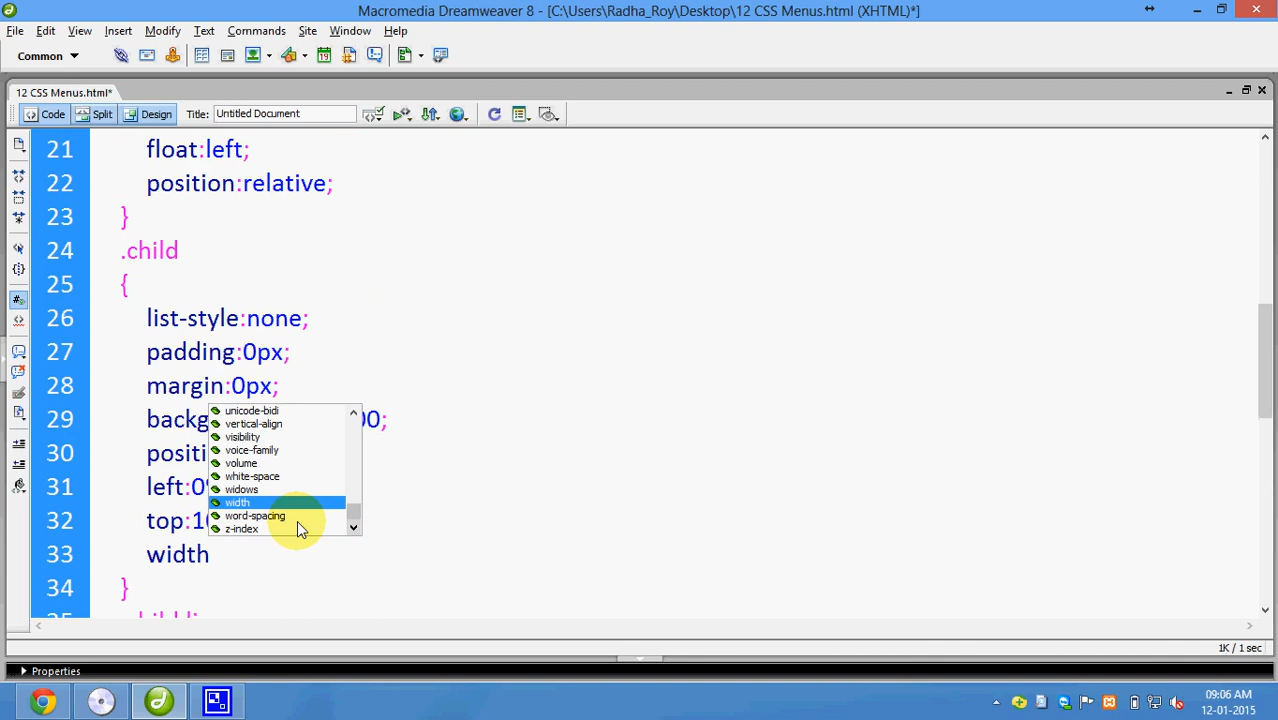 Macromedia Dreamweaver 8 - [C:\Users\Radha_Roy\Desktop\12 CSS Menus.html (XHTML)*]
File Edit View Insert Modify Text Commands Site Window Help
Common
12 CSS Menus.html*
Code Split Design Title: Untitled Document
21 float:left;
22 position:relative;
23 }
24 .child
25 {
26 list-style:none;
27 padding:0px;
28 margin:0px;
29 backg 00;
30 positi
31 left:0
32 top:1
33 width
34 }
unicode-bidi
vertical-align
visibility
voice-family
volume
white-space
widows
width
word-spacing
z-index
1K / 1 sec
Properties
09:06 AM
12-01-2015